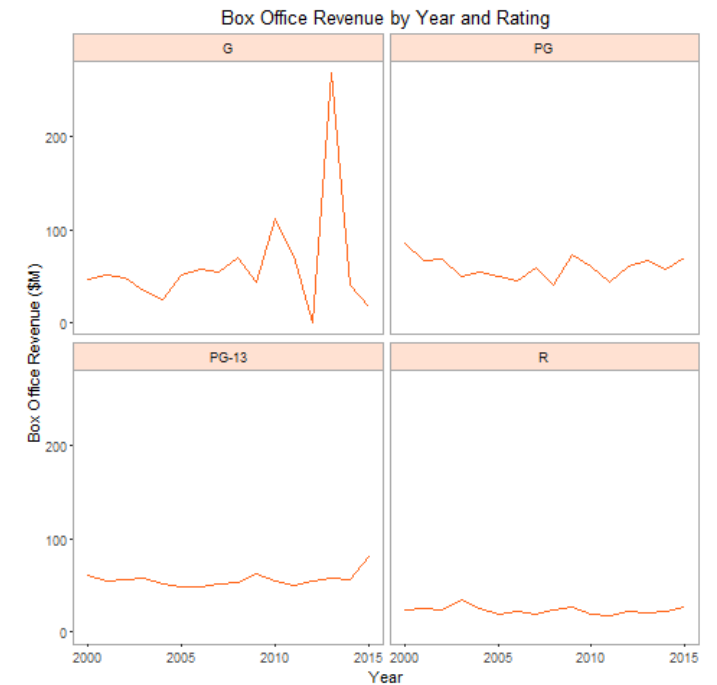 Box Office Revenue by Year and Rating
G
PG
200
100
0
PG-13
R
200
100
0
2000 2005 2010 2015 2000 2005 2010 2015
Year
Box Office Revenue ($M)